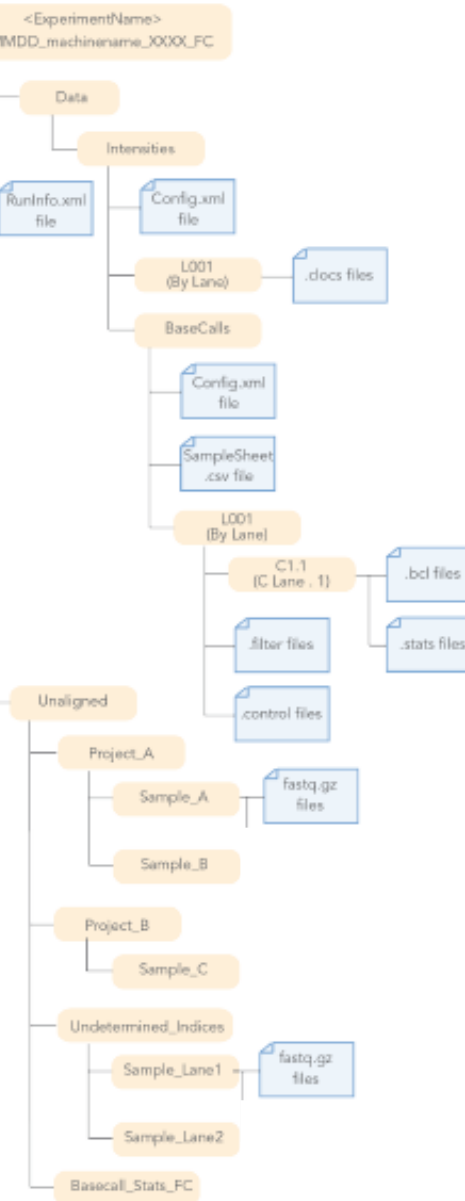 <ExperimentName>
MMDD_machinename_XXXX_FC
Data
Intensities
RunInfo.xml
file
Config.xml
file
L001
(By Lane)
.clocs files
BaseCalls
Config.xml
file
SampleSheet
.csv file
L001
(By Lane)
C1.1
(C Lane . 1)
.bcl files
.filter files
.stats files
.control files
Unaligned
Project_A
Sample_A
fastq.gz
files
Sample_B
Project_B
Sample_C
Undetermined_Indices
Sample_Lane1
fastq.gz
files
Sample_Lane2
Basecall_Stats_FC